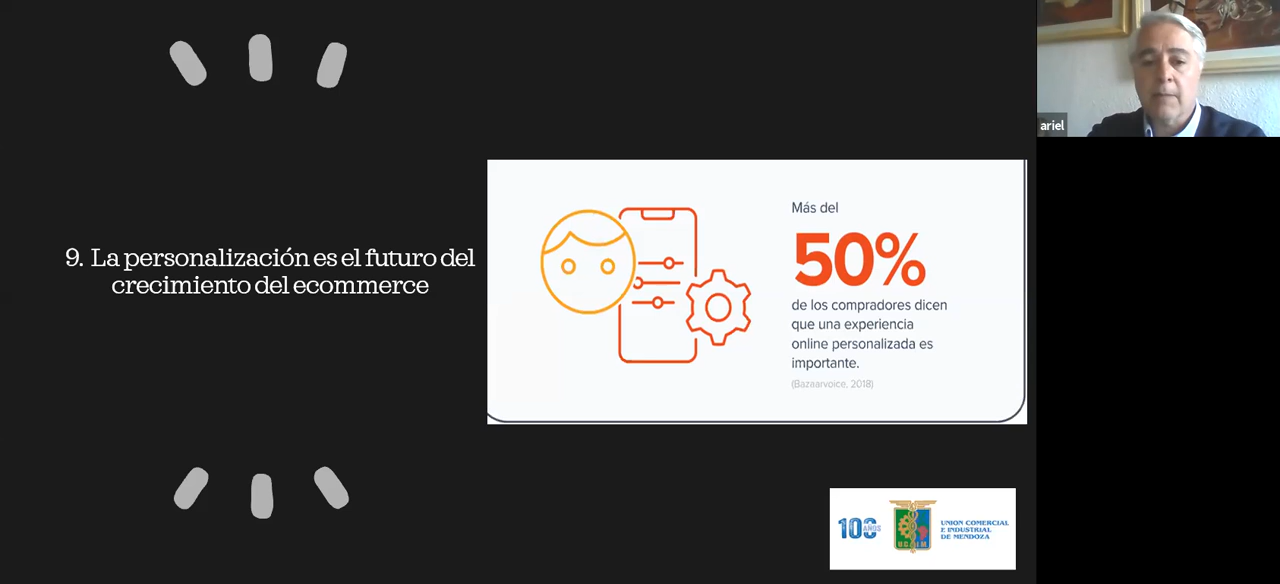 9. La personalización es el futuro del
crecimiento del ecommerce
Más del
50%
de los compradores dicen
que una experiencia
online personalizada es
importante.
(Bazaarvoice, 2018)
ariel
100 AÑOS
UCIM
UNION COMERCIAL
E INDUSTRIAL
DE MENDOZA